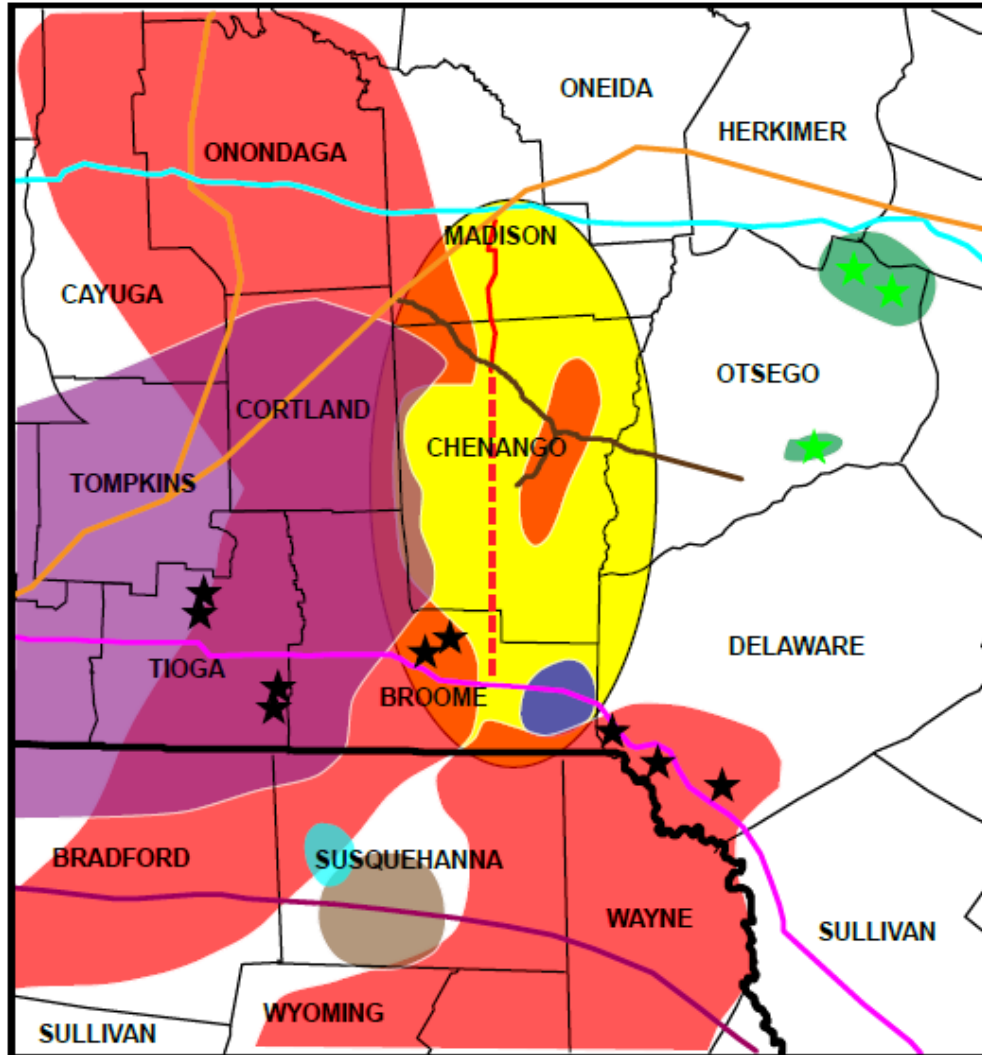 ONEIDA
HERKIMER
ONONDAGA
MADISON
CAYUGA
OTSEGO
CORTLAND
CHENANGO
TOMPKINS
DELAWARE
TIOGA
BROOME
BRADFORD
SUSQUEHANNA
WAYNE
SULLIVAN
WYOMING
SULLIVAN